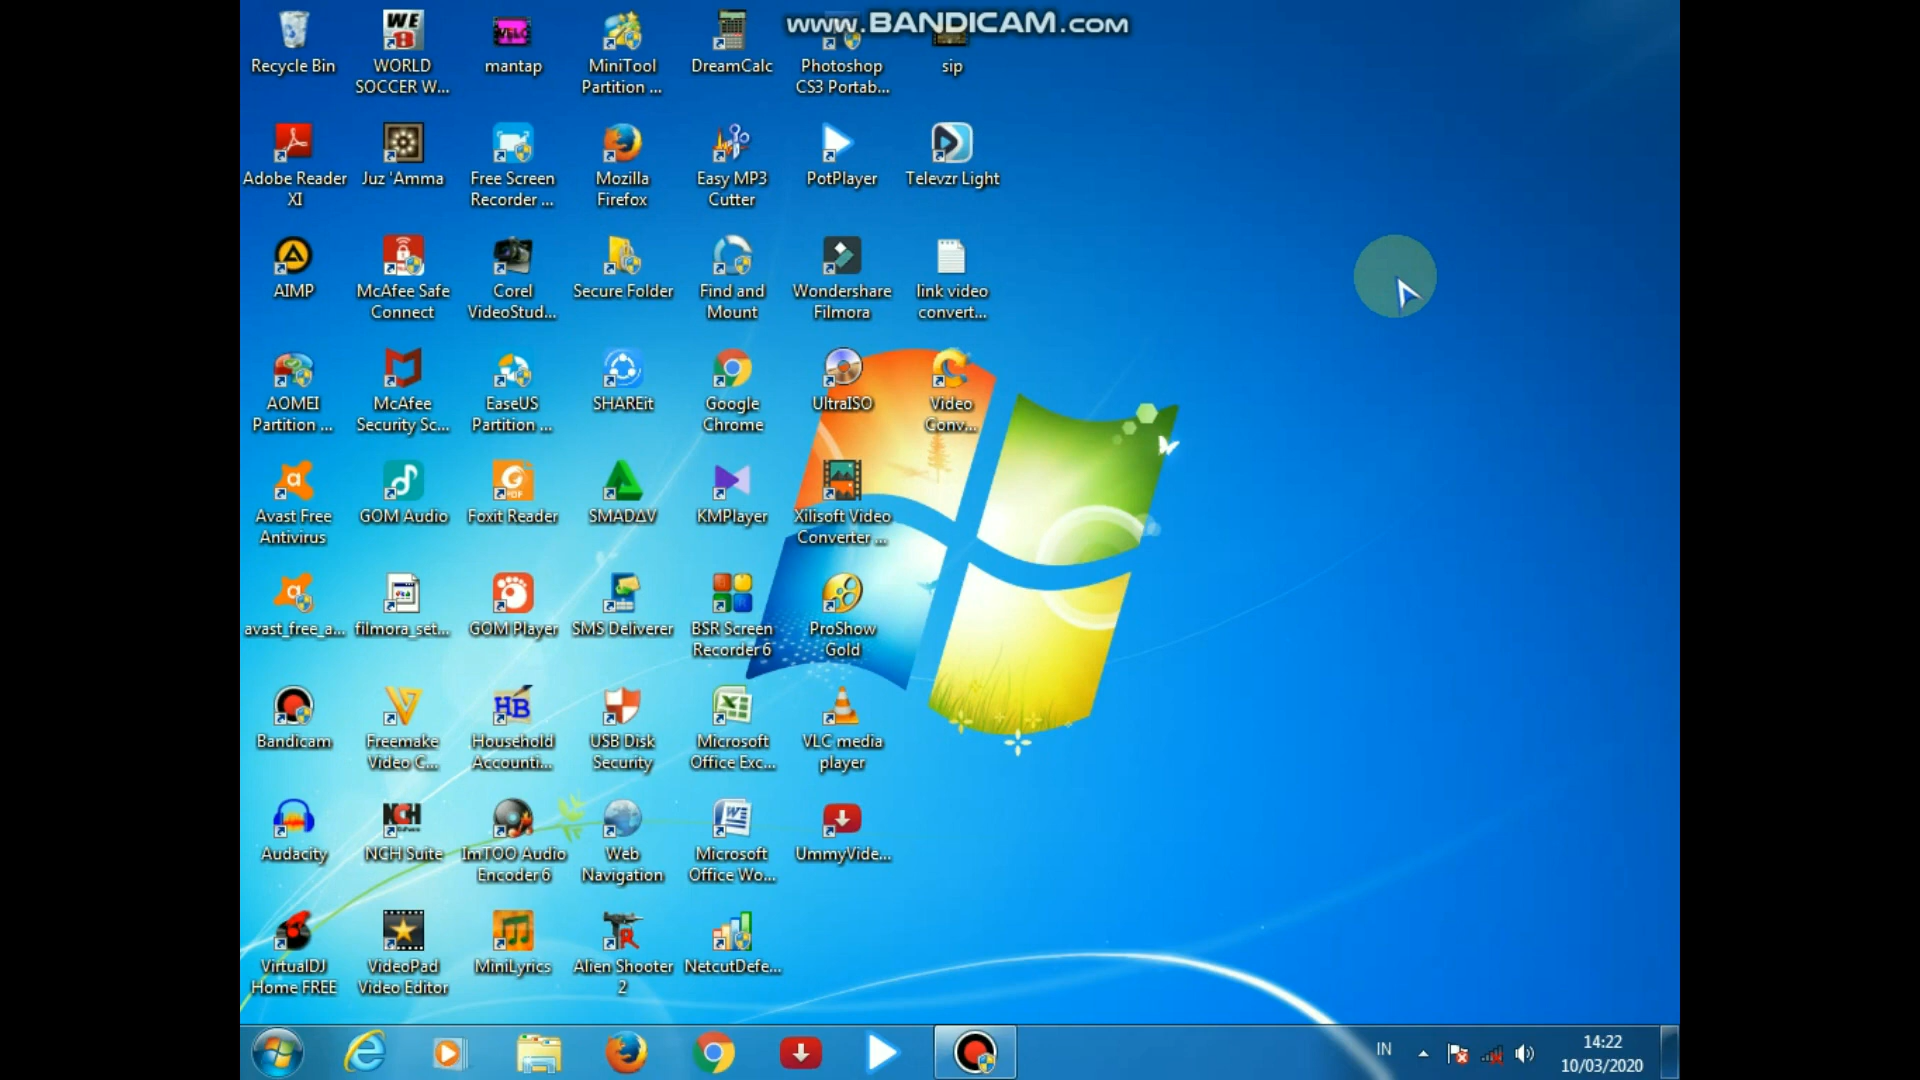 www.BANDICAM.com
Recycle Bin
WORLD
SOCCER W...
mantap
MiniTool
Partition ...
DreamCalc
Photoshop
CS3 Portab...
sip
Adobe Reader
XI
Juz 'Amma
Free Screen
Recorder ...
Mozilla
Firefox
Easy MP3
Cutter
PotPlayer
Televzr Light
AIMP
McAfee Safe
Connect
Corel
VideoStud...
Secure Folder
Find and
Mount
Wondershare
Filmora
link video
convert...
AOMEI
Partition ...
McAfee
Security Sc...
EaseUS
Partition ...
SHAREit
Google
Chrome
UltraISO
Video
Conv...
Avast Free
Antivirus
GOM Audio
Foxit Reader
SMADΔV
KMPlayer
Xilisoft Video
Converter ...
avast_free_a...
filmora_set...
GOM Player
SMS Deliverer
BSR Screen
Recorder 6
ProShow
Gold
Bandicam
Freemake
Video C...
Household
Accounti...
USB Disk
Security
Microsoft
Office Exc...
VLC media
player
Audacity
NCH Suite
ImTOO Audio
Encoder 6
Web
Navigation
Microsoft
Office Wo...
UmmyVide...
VirtualDJ
Home FREE
VideoPad
Video Editor
MiniLyrics
Alien Shooter
2
NetcutDefe...
IN
14:22
10/03/2020